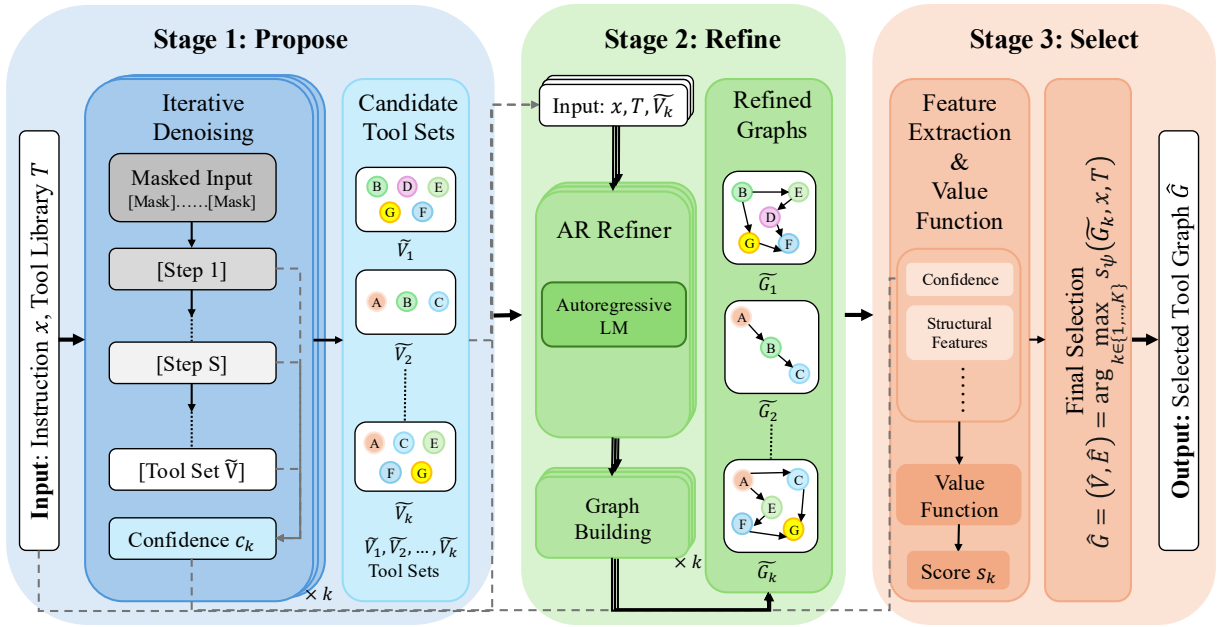 Input: Instruction x, Tool Library T
Stage 1: Propose
Iterative
Denoising
Masked Input
[Mask]……[Mask]
[Step 1]
[Step S]
[Tool Set Ṽ]
Confidence c_k
× k
Candidate
Tool Sets
B D E
G F
Ṽ_1
A B C
Ṽ_2
A C E
F G
Ṽ_k
Ṽ_1, Ṽ_2, …, Ṽ_k
Tool Sets
Stage 2: Refine
Input: x, T, Ṽ_k
AR Refiner
Autoregressive
LM
Graph
Building
× k
Refined
Graphs
B E
D
G F
G̃_1
A
B
C
G̃_2
A C
E
F G
G̃_k
Stage 3: Select
Feature
Extraction
&
Value
Function
Confidence
Structural
Features
Value
Function
Score s_k
Final Selection
Ĝ = (V̂, Ê) = arg max_{k∈{1,…,K}} s_ψ(G̃_k, x, T)
Output: Selected Tool Graph Ĝ